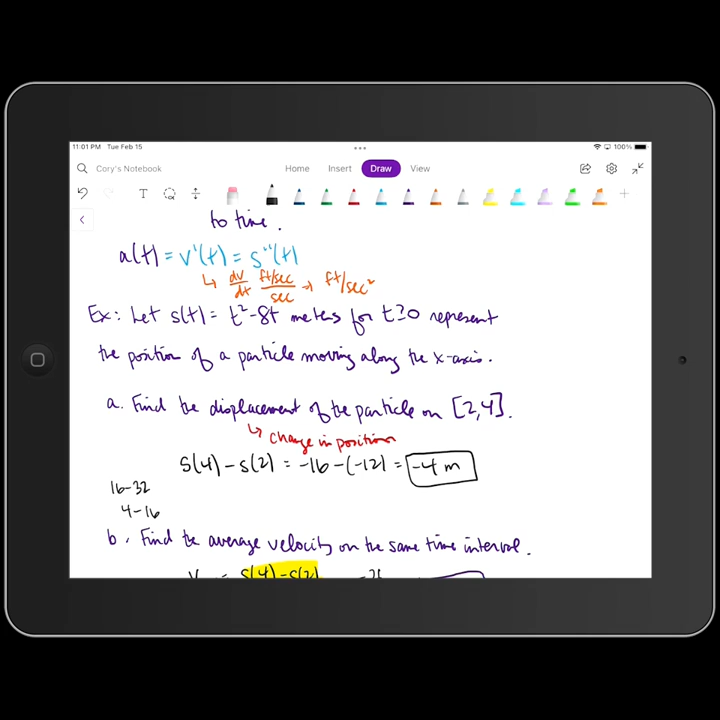 11:01 PM Tue Feb 15
100%
Cory's Notebook
Home Insert Draw View
T
to time.
a(t) = v'(t) = s''(t)
↳ dv/dt ft/sec/sec → ft/sec²
Ex: Let s(t) = t²-8t meters for t≥0 represent
the position of a particle moving along the x-axis.
a. Find the displacement of the particle on [2,4].
↳ change in position
s(4) - s(2) = -16 - (-12) = -4 m
16-32
4-16
b. Find the average velocity on the same time interval.
s(4) - s(2)